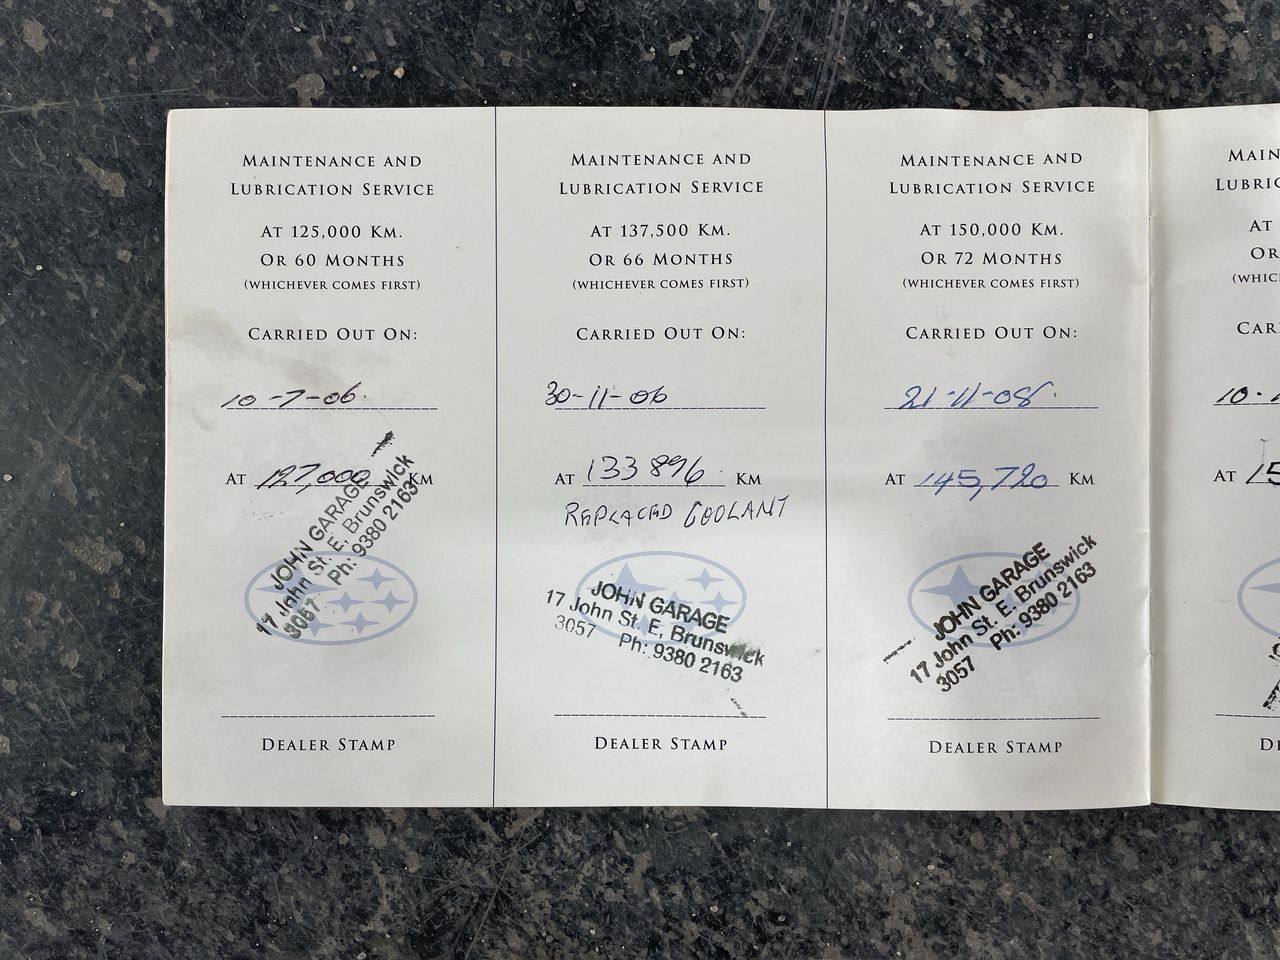 MAINTENANCE AND
LUBRICATION SERVICE
AT 125,000 KM.
OR 60 MONTHS
(WHICHEVER COMES FIRST)
CARRIED OUT ON:
10-7-06.
AT 127,000 KM
JOHN GARAGE
17 John St. E, Brunswick
3057 Ph: 9380 2163
DEALER STAMP
MAINTENANCE AND
LUBRICATION SERVICE
AT 137,500 KM.
OR 66 MONTHS
(WHICHEVER COMES FIRST)
CARRIED OUT ON:
30-11-06
AT 133896 KM
REPLACED COOLANT
JOHN GARAGE
17 John St. E, Brunswick
3057 Ph: 9380 2163
DEALER STAMP
MAINTENANCE AND
LUBRICATION SERVICE
AT 150,000 KM.
OR 72 MONTHS
(WHICHEVER COMES FIRST)
CARRIED OUT ON:
21-11-08.
AT 145,720 KM
JOHN GARAGE
17 John St. E. Brunswick
3057 Ph: 9380 2163
DEALER STAMP
AT
OR
AT 15